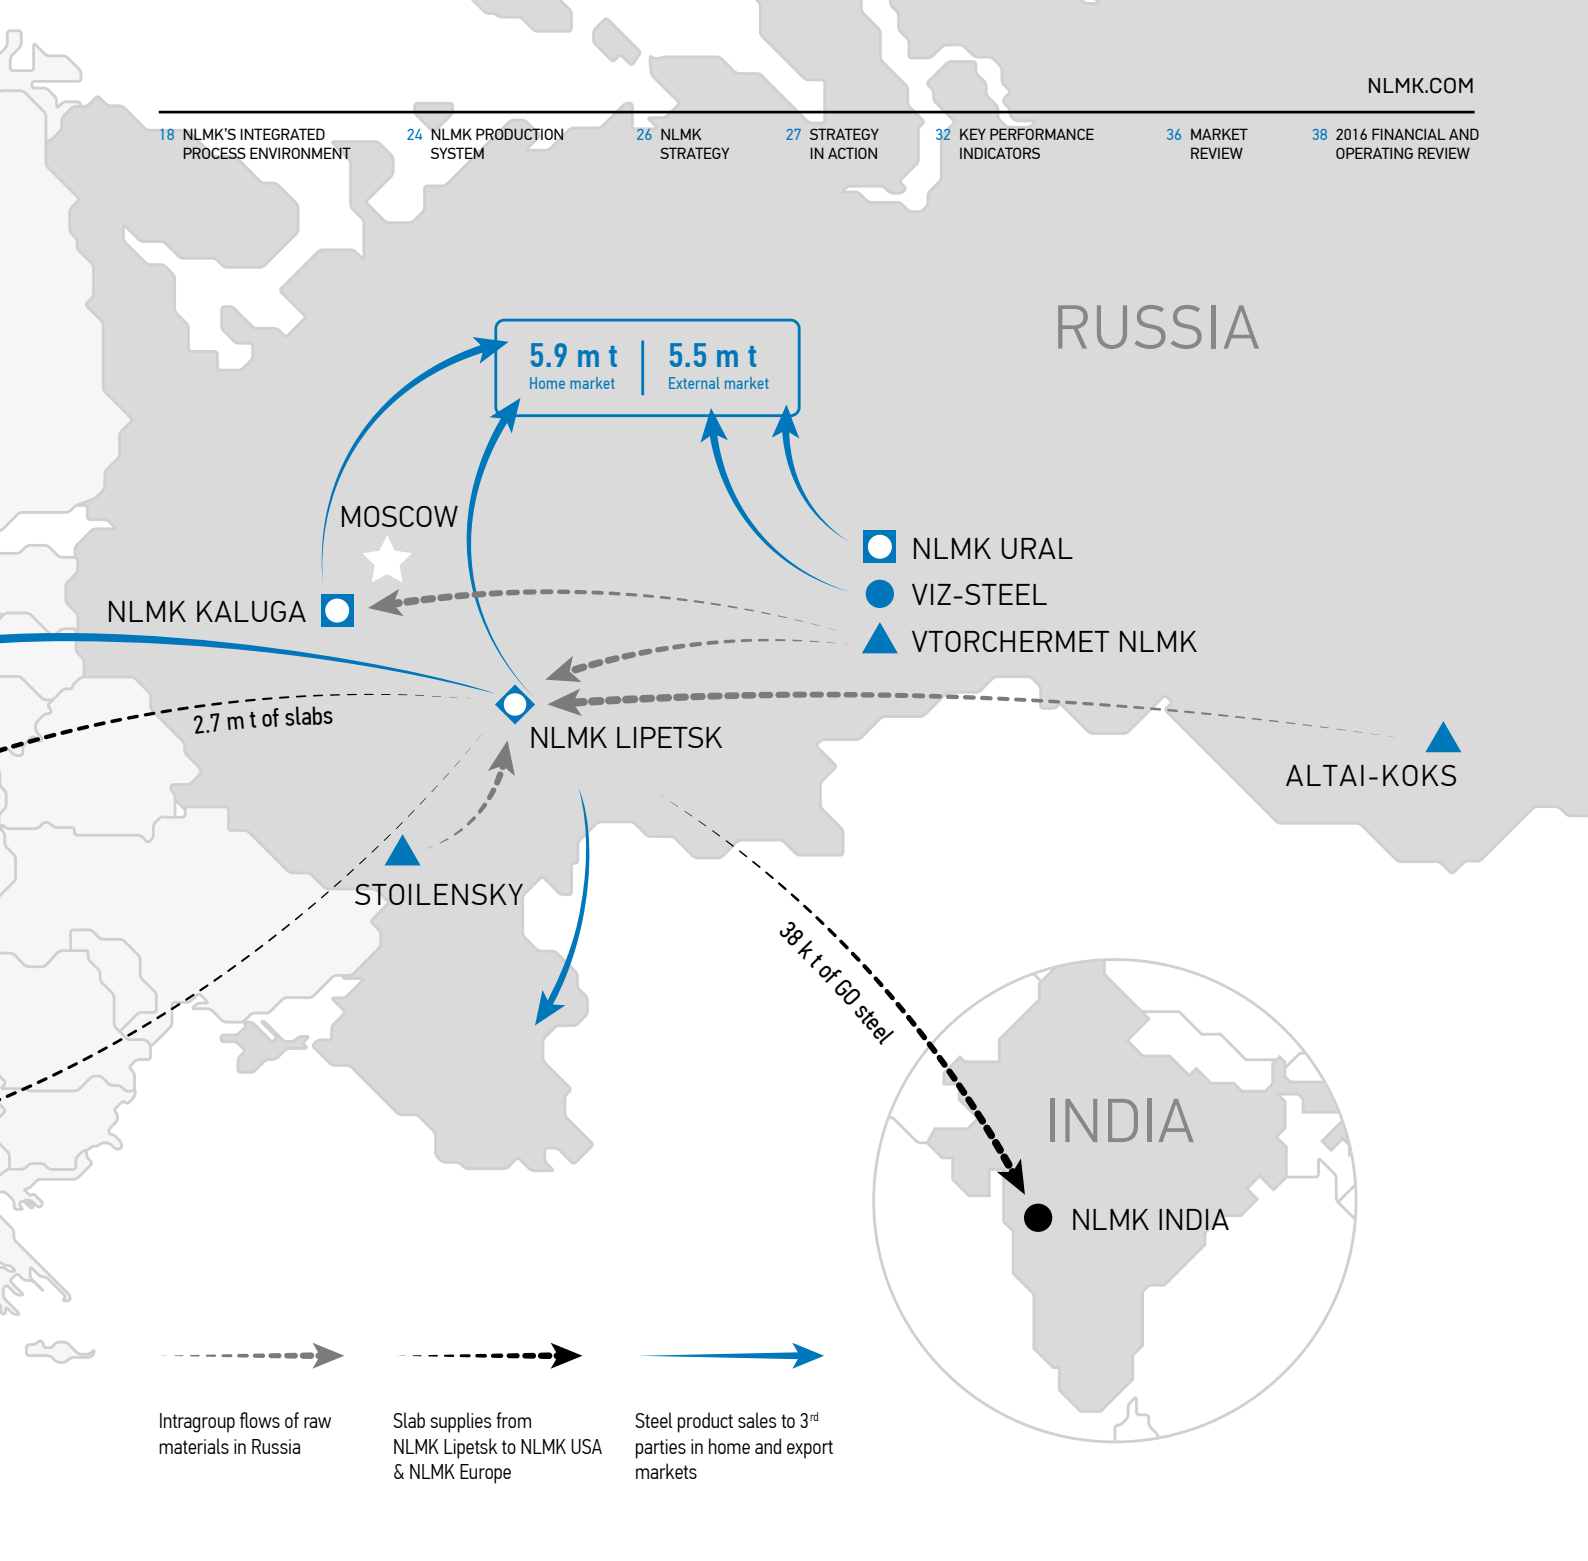 NLMK.COM
18 NLMK'S INTEGRATED
PROCESS ENVIRONMENT
24 NLMK PRODUCTION
SYSTEM
26 NLMK
STRATEGY
27 STRATEGY
IN ACTION
32 KEY PERFORMANCE
INDICATORS
36 MARKET
REVIEW
38 2016 FINANCIAL AND
OPERATING REVIEW
RUSSIA
5.9 m t
Home market
5.5 m t
External market
MOSCOW
NLMK URAL
VIZ-STEEL
NLMK KALUGA
VTORCHERMET NLMK
2.7 m t of slabs
NLMK LIPETSK
ALTAI-KOKS
STOILENSKY
38 k t of GO steel
INDIA
NLMK INDIA
Intragroup flows of raw
materials in Russia
Slab supplies from
NLMK Lipetsk to NLMK USA
& NLMK Europe
Steel product sales to 3rd
parties in home and export
markets